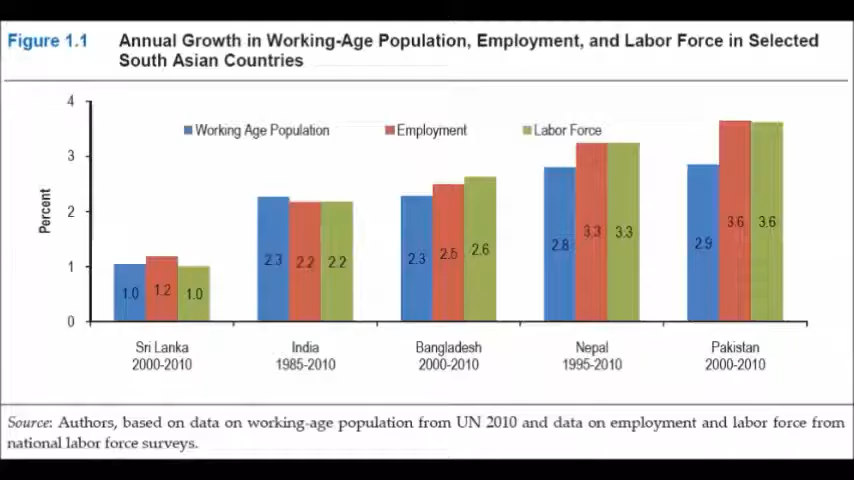 Figure 1.1 Annual Growth in Working-Age Population, Employment, and Labor Force in Selected
South Asian Countries
4
Working Age Population Employment Labor Force
3
Percent
2
1
0
1.0 1.2 1.0
2.3 2.2 2.2
2.3 2.5 2.6
2.8 3.3 3.3
2.9 3.6 3.6
Sri Lanka India Bangladesh Nepal Pakistan
2000-2010 1985-2010 2000-2010 1995-2010 2000-2010
Source: Authors, based on data on working-age population from UN 2010 and data on employment and labor force from
national labor force surveys.